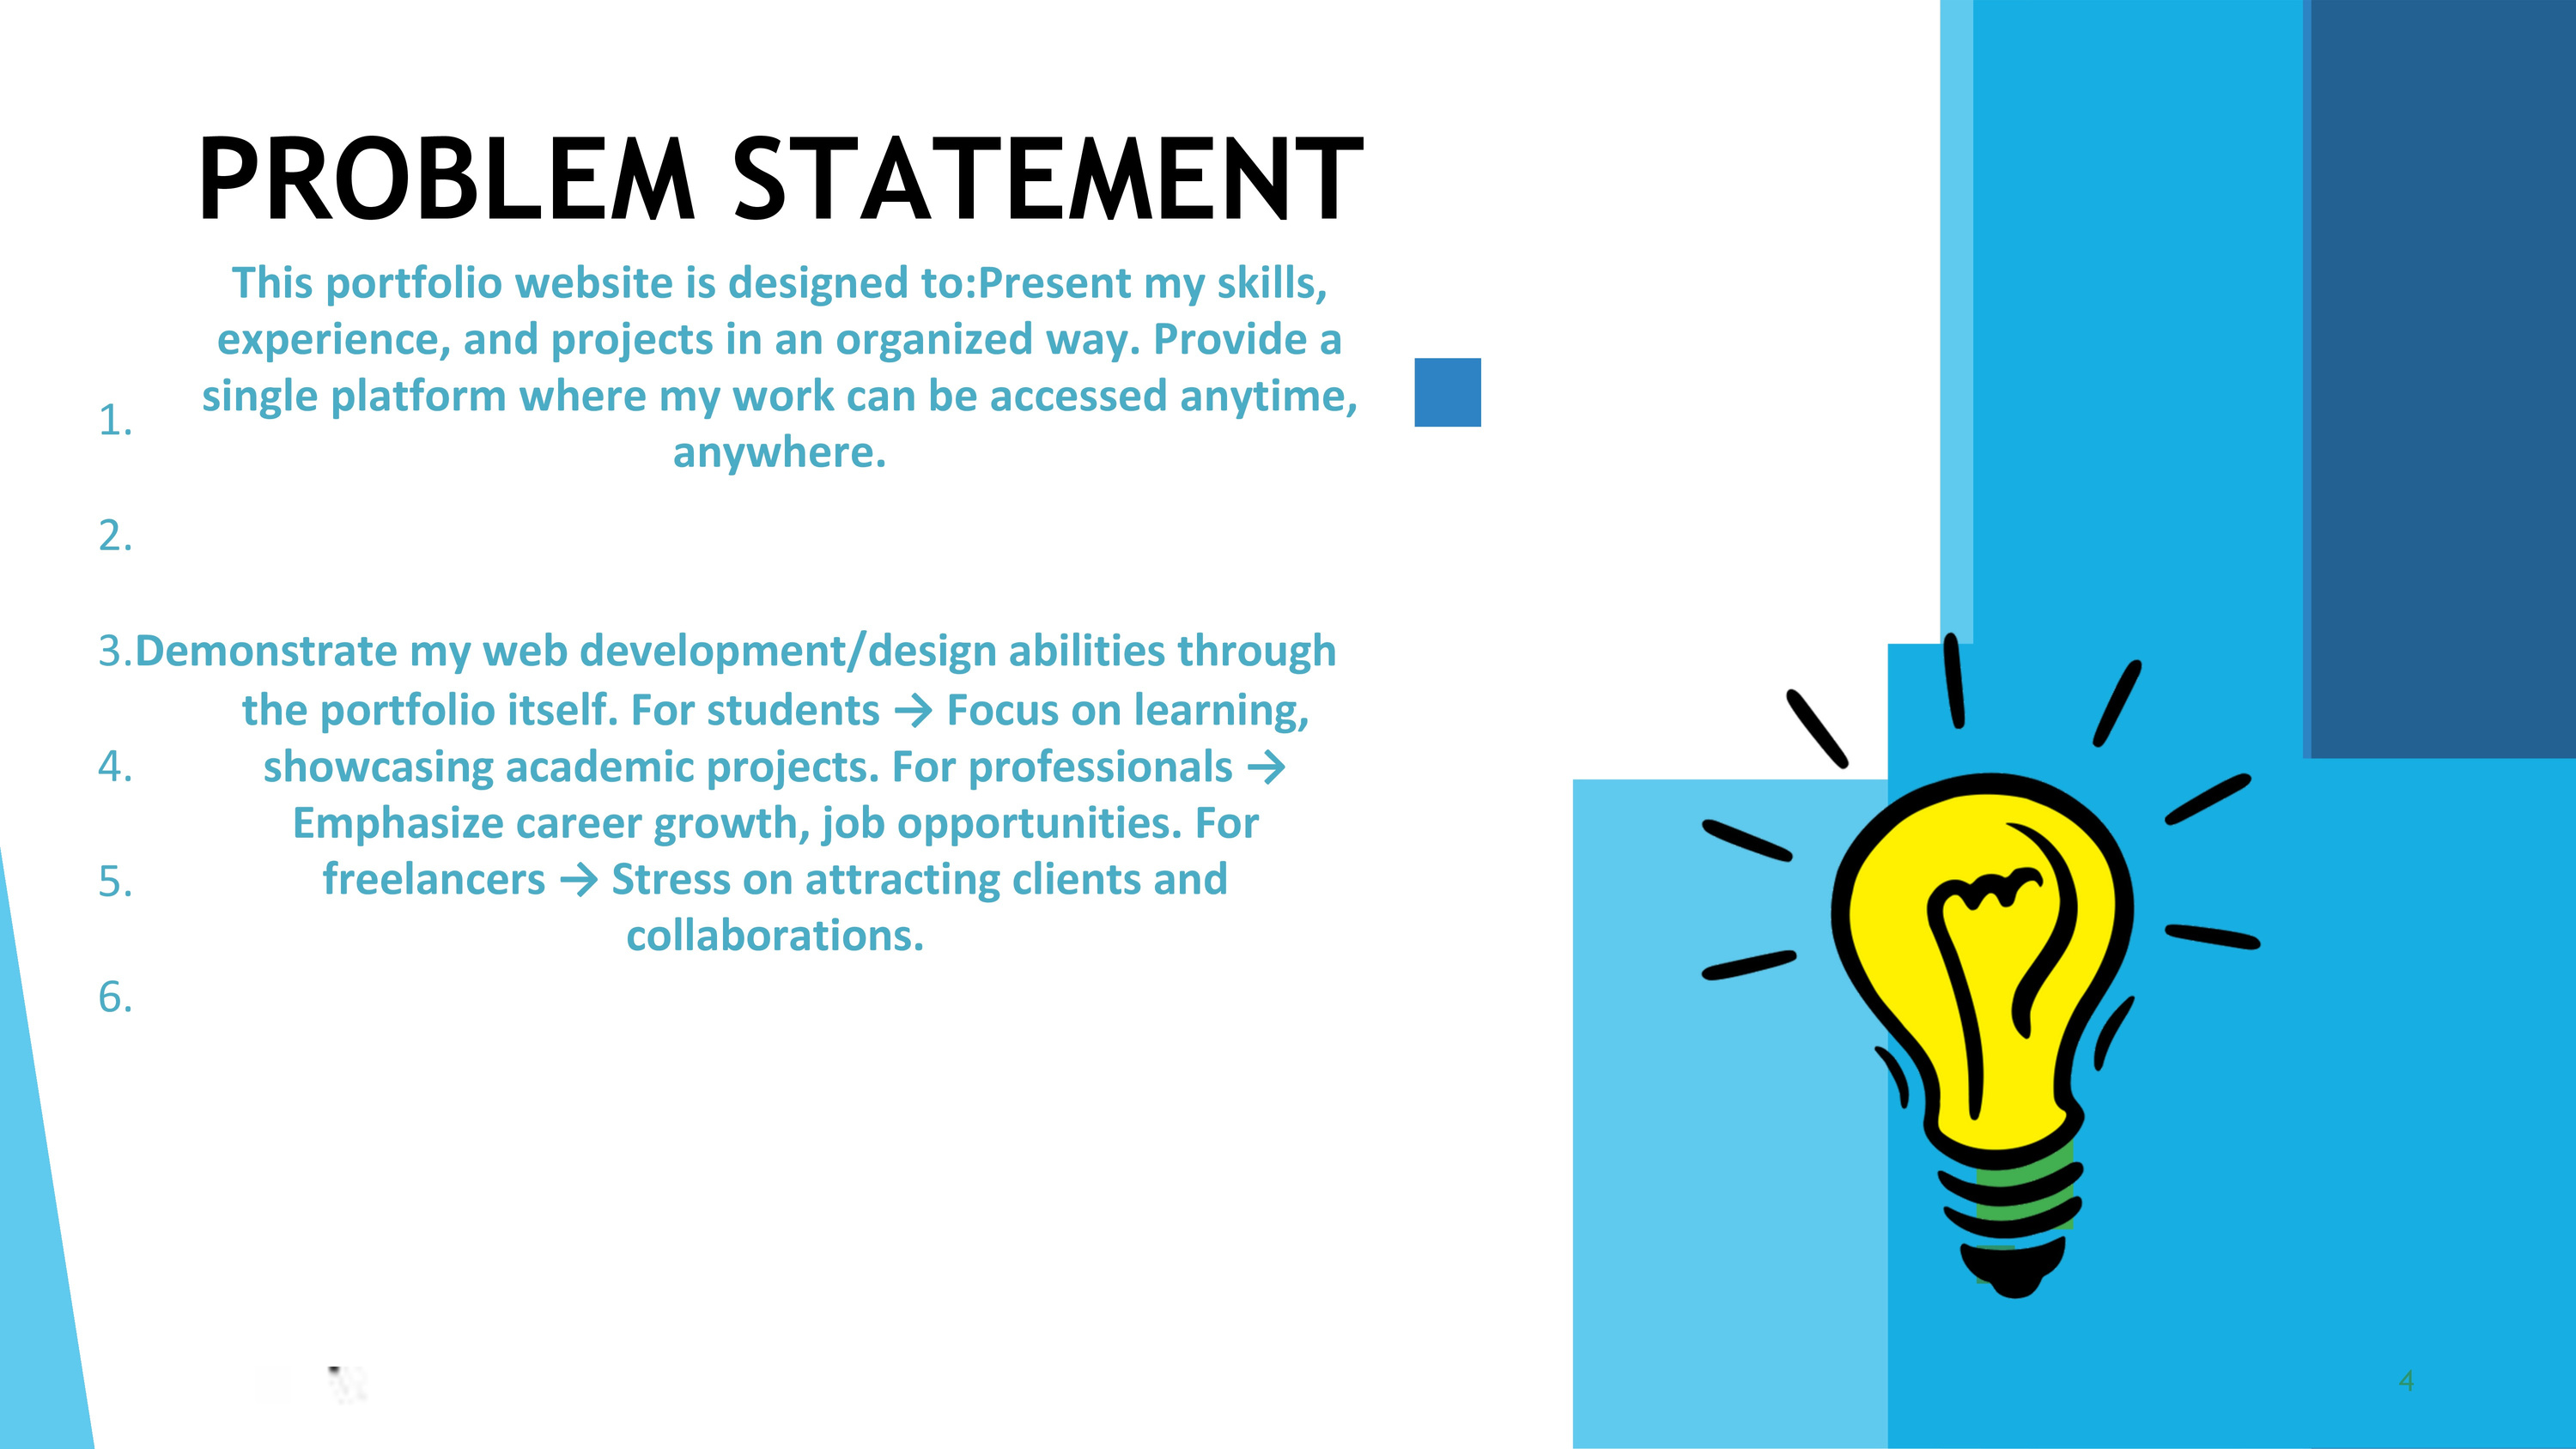 PROBLEM STATEMENT
This portfolio website is designed to:Present my skills,
experience, and projects in an organized way. Provide a
single platform where my work can be accessed anytime,
1.
anywhere.
2.
3.Demonstrate my web development/design abilities through
the portfolio itself. For students → Focus on learning,
4. showcasing academic projects. For professionals →
Emphasize career growth, job opportunities. For
5. freelancers → Stress on attracting clients and
collaborations.
6.
4